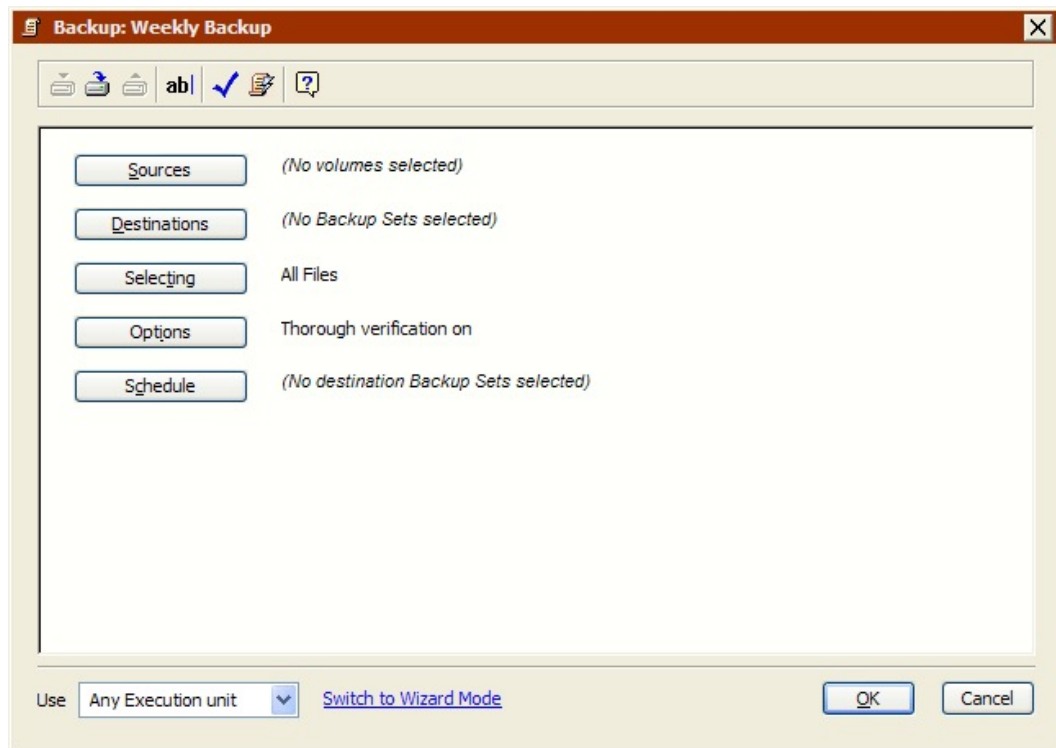 Backup: Weekly Backup
ab|
Sources (No volumes selected)
Destinations (No Backup Sets selected)
Selecting All Files
Options Thorough verification on
Schedule (No destination Backup Sets selected)
Use Any Execution unit Switch to Wizard Mode OK Cancel